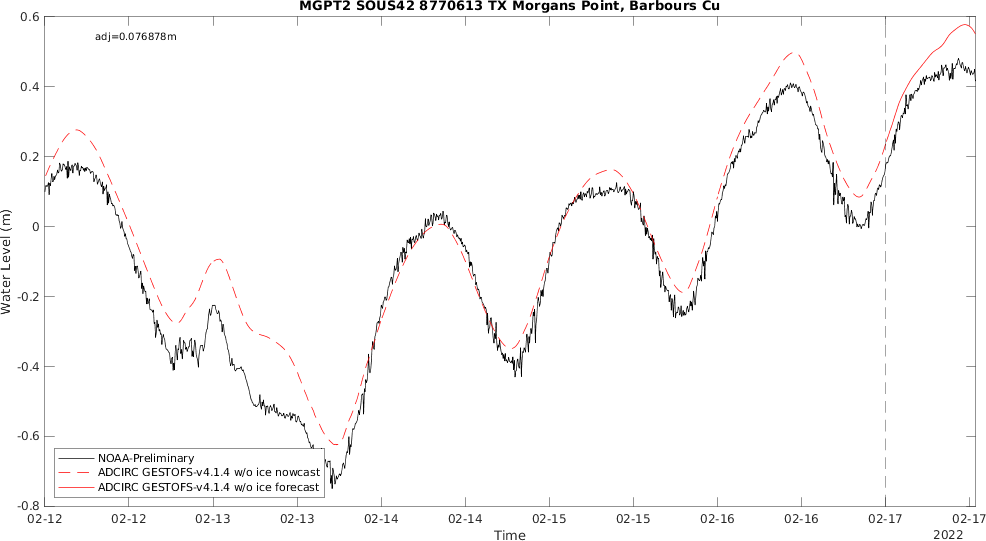 MGPT2 SOUS42 8770613 TX Morgans Point, Barbours Cu
adj=0.076878m
0.6
0.4
0.2
0
-0.2
-0.4
-0.6
-0.8
Water Level (m)
NOAA-Preliminary
ADCIRC GESTOFS-v4.1.4 w/o ice nowcast
ADCIRC GESTOFS-v4.1.4 w/o ice forecast
02-12 02-12 02-13 02-13 02-14 02-14 02-15 02-15 02-16 02-16 02-17 02-17
Time
2022